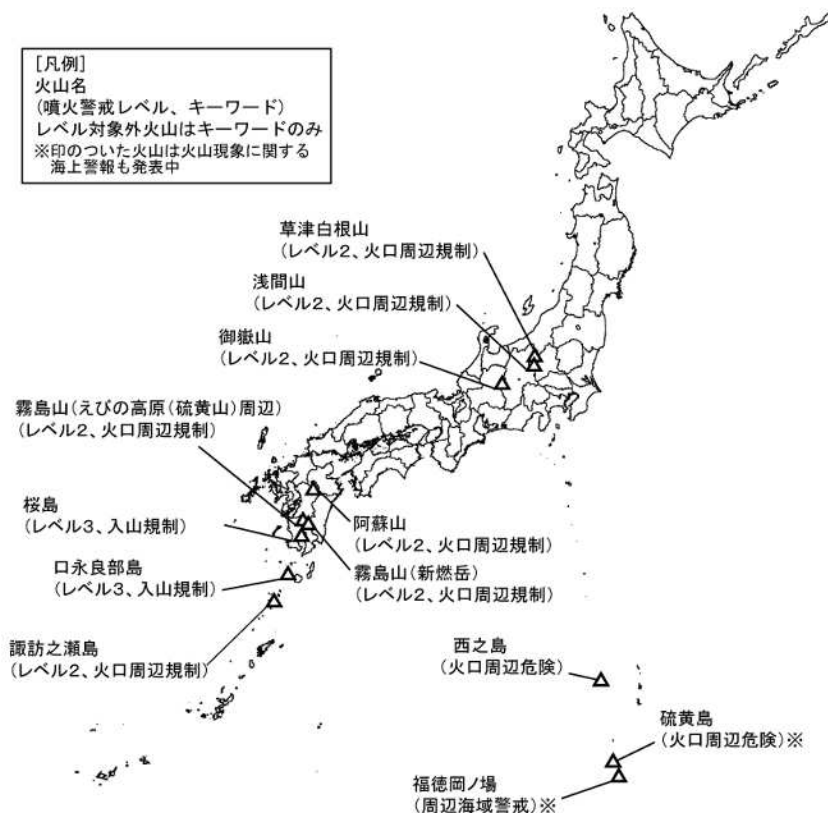 ［凡例］
火山名
（噴火警戒レベル、キーワード）
レベル対象外火山はキーワードのみ
※印のついた火山は火山現象に関する
海上警報も発表中
草津白根山
（レベル２、火口周辺規制）
浅間山
（レベル２、火口周辺規制）
御嶽山
（レベル２、火口周辺規制）
霧島山（えびの高原（硫黄山）周辺）
（レベル２、火口周辺規制）
桜島
（レベル３、入山規制）
口永良部島
（レベル３、入山規制）
諏訪之瀬島
（レベル２、火口周辺規制）
阿蘇山
（レベル２、火口周辺規制）
霧島山（新燃岳）
（レベル２、火口周辺規制）
西之島
（火口周辺危険）
硫黄島
（火口周辺危険）※
福徳岡ノ場
（周辺海域警戒）※